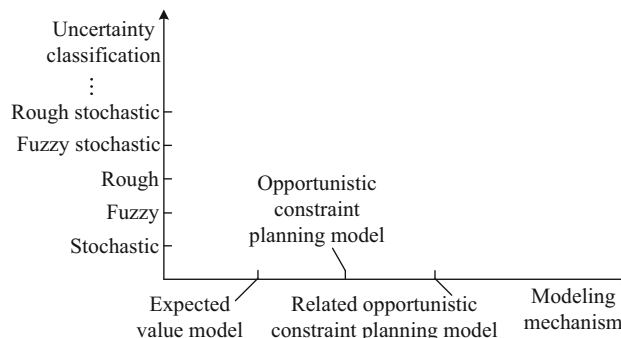 Uncertainty
classification
⋮
Rough stochastic
Fuzzy stochastic
Rough
Fuzzy
Stochastic
Opportunistic
constraint
planning model
Expected
value model
Related opportunistic
constraint planning model
Modeling
mechanism